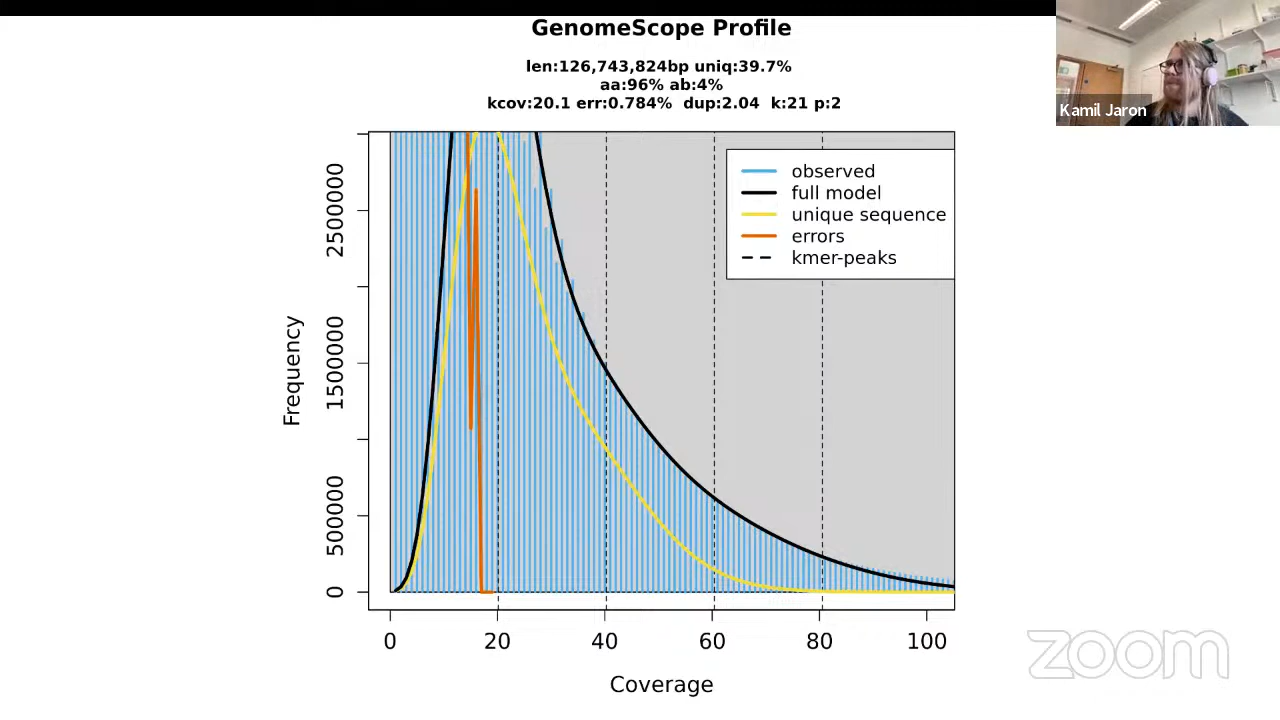 GenomeScope Profile
len:126,743,824bp uniq:39.7%
aa:96% ab:4%
kcov:20.1 err:0.784% dup:2.04 k:21 p:2
Kamil Jaron
observed
full model
unique sequence
errors
kmer-peaks
Frequency
2500000
1500000
500000
0
0 20 40 60 80 100
Coverage
zoom